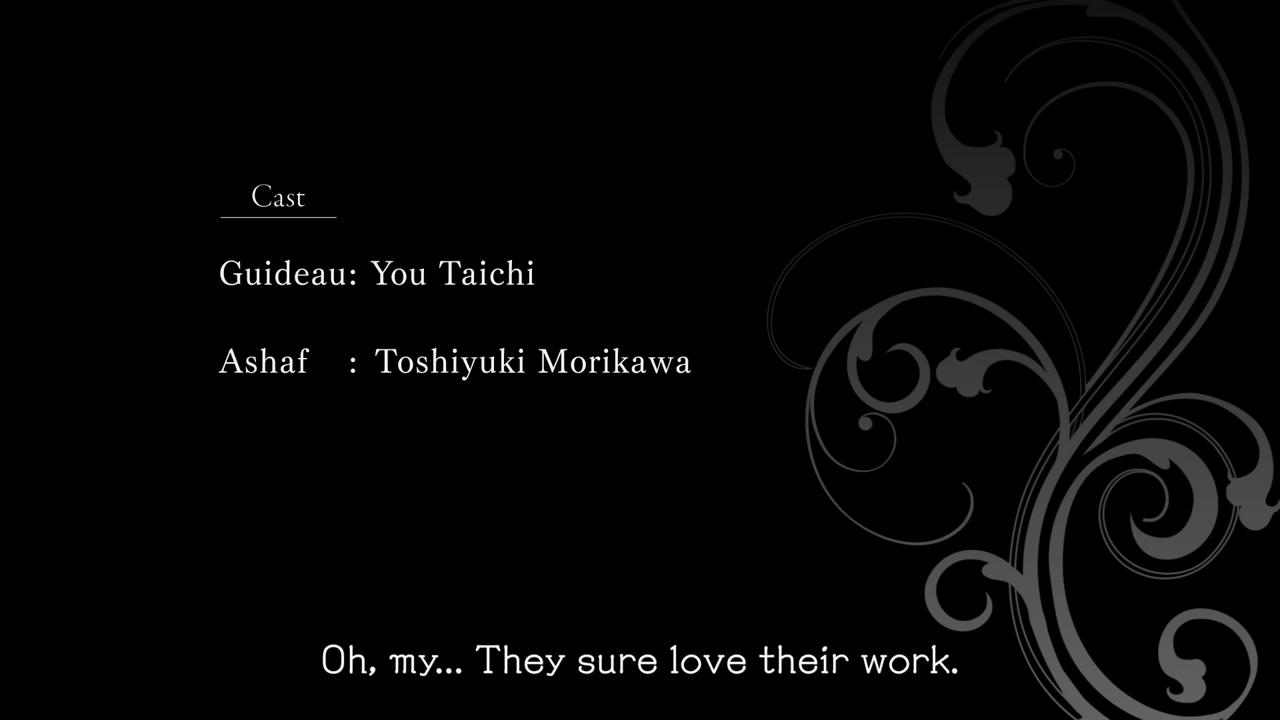 Cast
Guideau: You Taichi
Ashaf : Toshiyuki Morikawa
Oh, my... They sure love their work.